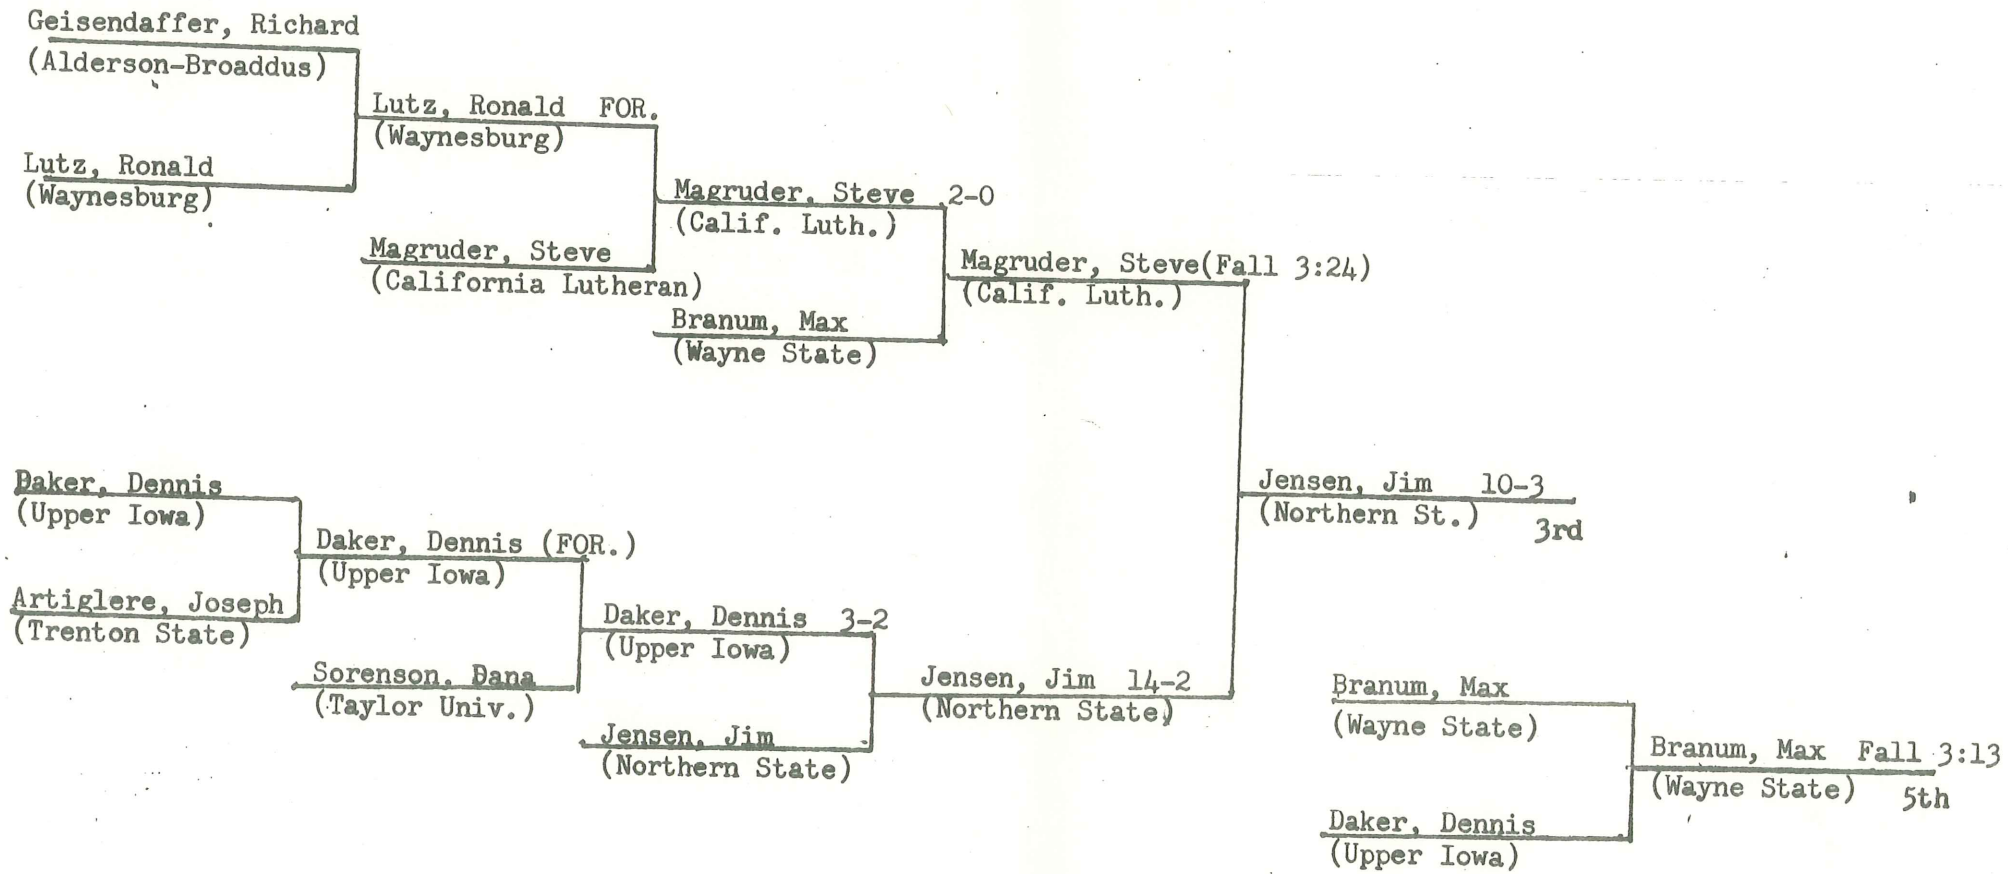 Geisendaffer, Richard
(Alderson-Broaddus)
Lutz, Ronald FOR.
(Waynesburg)
Lutz, Ronald
(Waynesburg)
Magruder, Steve 2-0
(Calif. Luth.)
Magruder, Steve
(California Lutheran)
Magruder, Steve(Fall 3:24)
(Calif. Luth.)
Branum, Max
(Wayne State)
Daker, Dennis
(Upper Iowa)
Jensen, Jim 10-3
(Northern St.) 3rd
Daker, Dennis (FOR.)
(Upper Iowa)
Artiglere, Joseph
(Trenton State)
Daker, Dennis 3-2
(Upper Iowa)
Sorenson. Dana
(Taylor Univ.)
Jensen, Jim 14-2
(Northern State)
Jensen, Jim
(Northern State)
Branum, Max
(Wayne State)
Branum, Max Fall 3:13
(Wayne State) 5th
Daker, Dennis
(Upper Iowa)